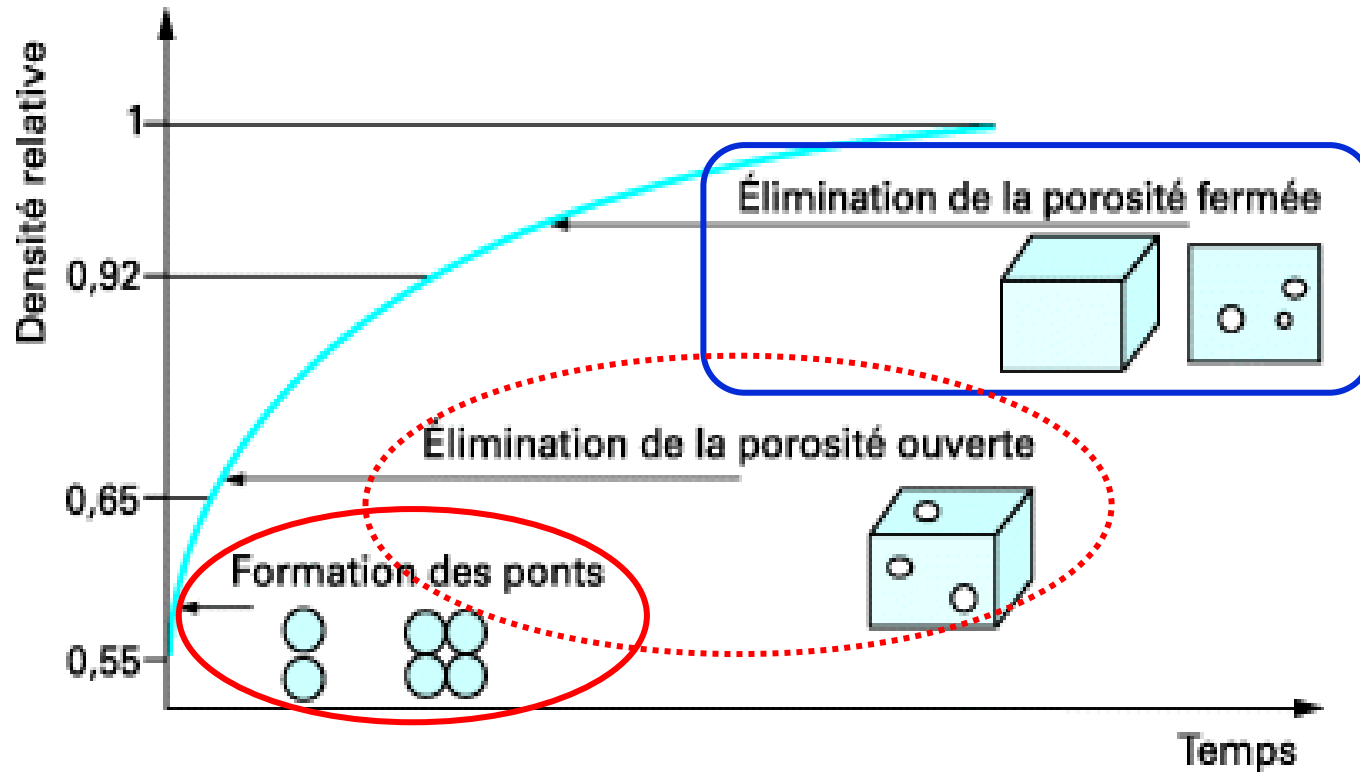 Densité relative
1
Élimination de la porosité fermée
0,92
Élimination de la porosité ouverte
0,65
Formation des ponts
0,55
Temps